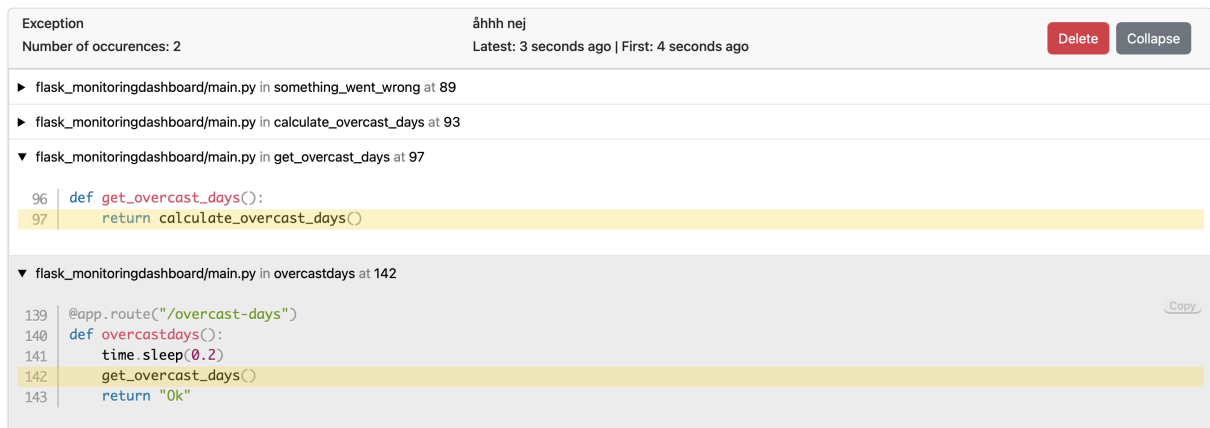 Exception
åhhh nej
Number of occurences: 2
Latest: 3 seconds ago | First: 4 seconds ago
Delete
Collapse
flask_monitoringdashboard/main.py in something_went_wrong at 89
flask_monitoringdashboard/main.py in calculate_overcast_days at 93
flask_monitoringdashboard/main.py in get_overcast_days at 97
96 def get_overcast_days():
97 return calculate_overcast_days()
flask_monitoringdashboard/main.py in overcastdays at 142
Copy
139 @app.route("/overcast-days")
140 def overcastdays():
141 time.sleep(0.2)
142 get_overcast_days()
143 return "Ok"